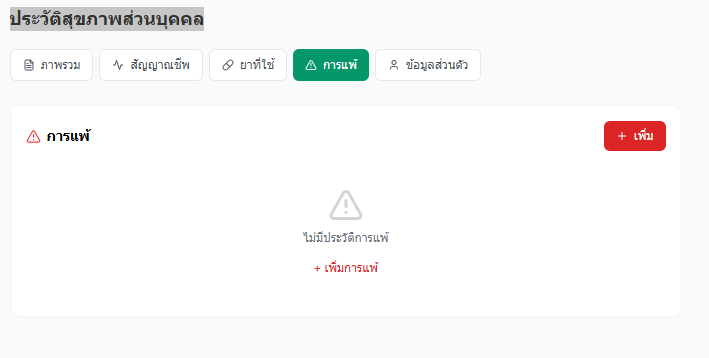 ประวัติสุขภาพส่วนบุคคล
ภาพรวม สัญญาณชีพ ยาที่ใช้ การแพ้ ข้อมูลส่วนตัว
การแพ้ + เพิ่ม
ไม่มีประวัติการแพ้
+ เพิ่มการแพ้